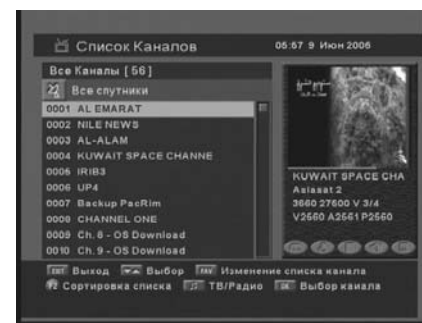 Список Каналов
05:57 9 Июн 2006
Все Каналы [56]
Все спутники
0001 AL EMARAT
0002 NILE NEWS
0003 AL-ALAM
0004 KUWAIT SPACE CHANNE
0005 IRIB3
0006 UP4
0007 Backup PacRim
0008 CHANNEL ONE
0009 Ch.8 - OS Download
0010 Ch.9 - OS Download
KUWAIT SPACE CHA
Asiasat 2
3660 27500 V 3/4
V2560 A2561 P2560
EXIT Выход Выбор FAV Изменение списка канала
Сортировка списка ТВ/Радио OK Выбор канала